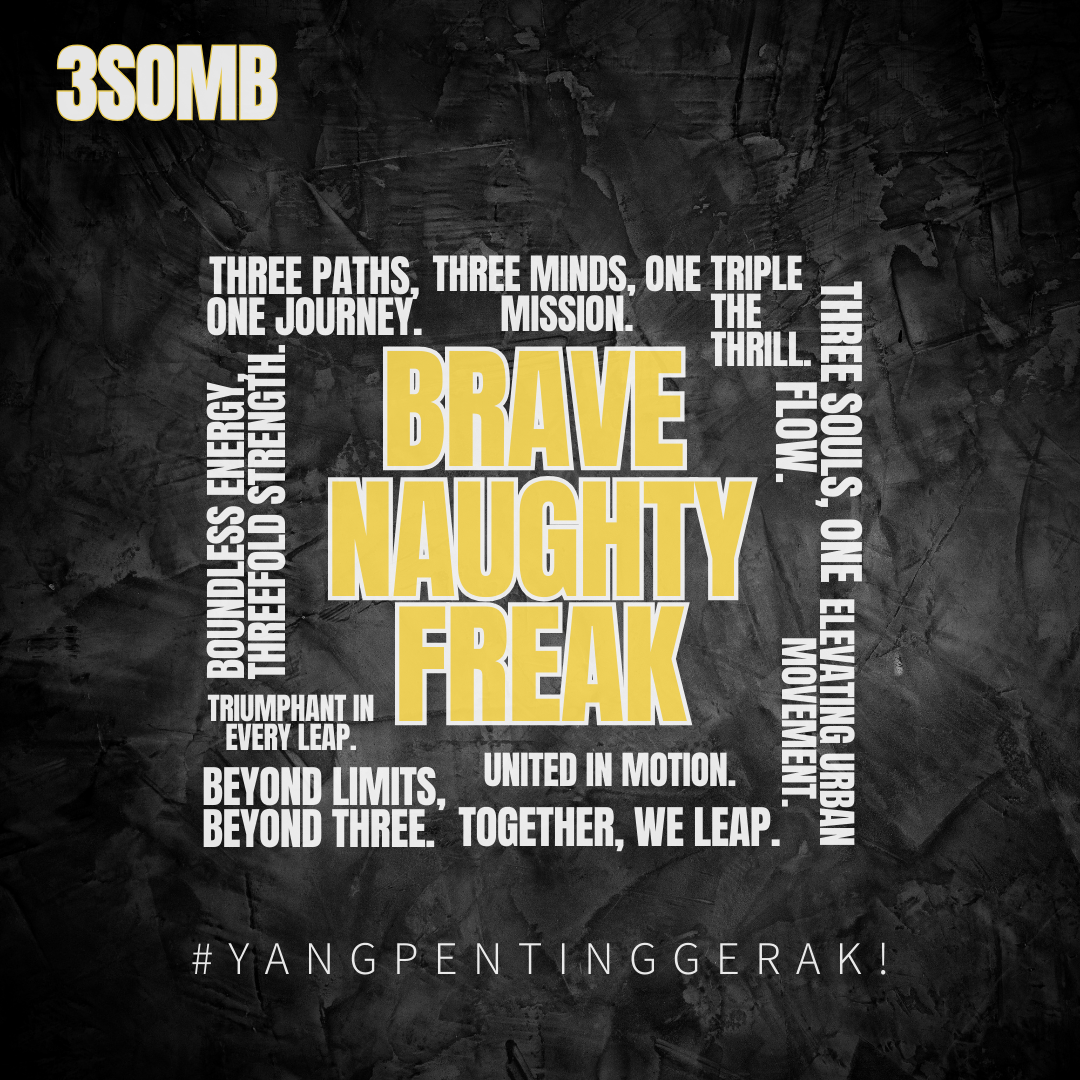 3SOMB
THREE PATHS,
ONE JOURNEY.
THREE MINDS, ONE
MISSION.
TRIPLE
THE
THRILL.
THREE SOULS, ONE
FLOW.
BOUNDLESS ENERGY,
THREEFOLD STRENGTH.
BRAVE
NAUGHTY
FREAK
ELEVATING URBAN
MOVEMENT.
TRIUMPHANT IN
EVERY LEAP.
UNITED IN MOTION.
BEYOND LIMITS,
BEYOND THREE.
TOGETHER, WE LEAP.
#YANGPENTINGGERAK!